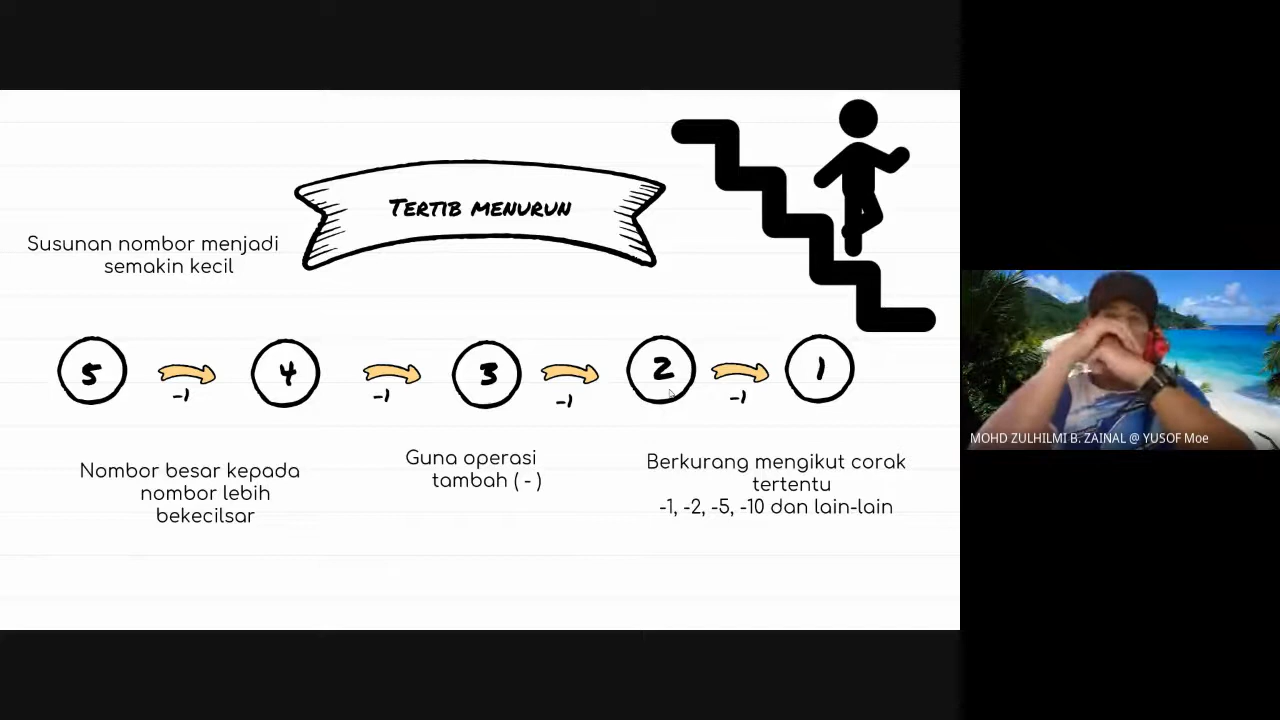 TERTIB MENURUN
Susunan nombor menjadi
semakin kecil
5
-1
4
-1
3
-1
2
-1
1
Nombor besar kepada
nombor lebih
bekecilsar
Guna operasi
tambah ( - )
Berkurang mengikut corak
tertentu
-1, -2, -5, -10 dan lain-lain
MOHD ZULHILMI B. ZAINAL @ YUSOF Moe